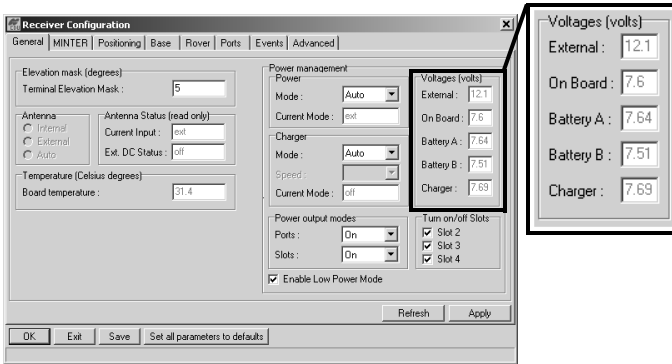 Receiver Configuration
General MINTER Positioning Base Rover Ports Events Advanced
Elevation mask (degrees)
Terminal Elevation Mask : 5
Antenna
Internal
External
Auto
Antenna Status (read only)
Current Input : ext
Ext. DC Status : off
Temperature (Celsius degrees)
Board temperature : 31.4
Power management
Power
Mode : Auto
Current Mode : ext
Charger
Mode : Auto
Speed :
Current Mode : off
Voltages (volts)
External : 12.1
On Board : 7.6
Battery A : 7.64
Battery B : 7.51
Charger : 7.69
Power output modes
Ports : On
Slots : On
Turn on/off Slots
Slot 2
Slot 3
Slot 4
Enable Low Power Mode
Refresh Apply
OK Exit Save Set all parameters to defaults
Voltages (volts)
External : 12.1
On Board : 7.6
Battery A : 7.64
Battery B : 7.51
Charger : 7.69